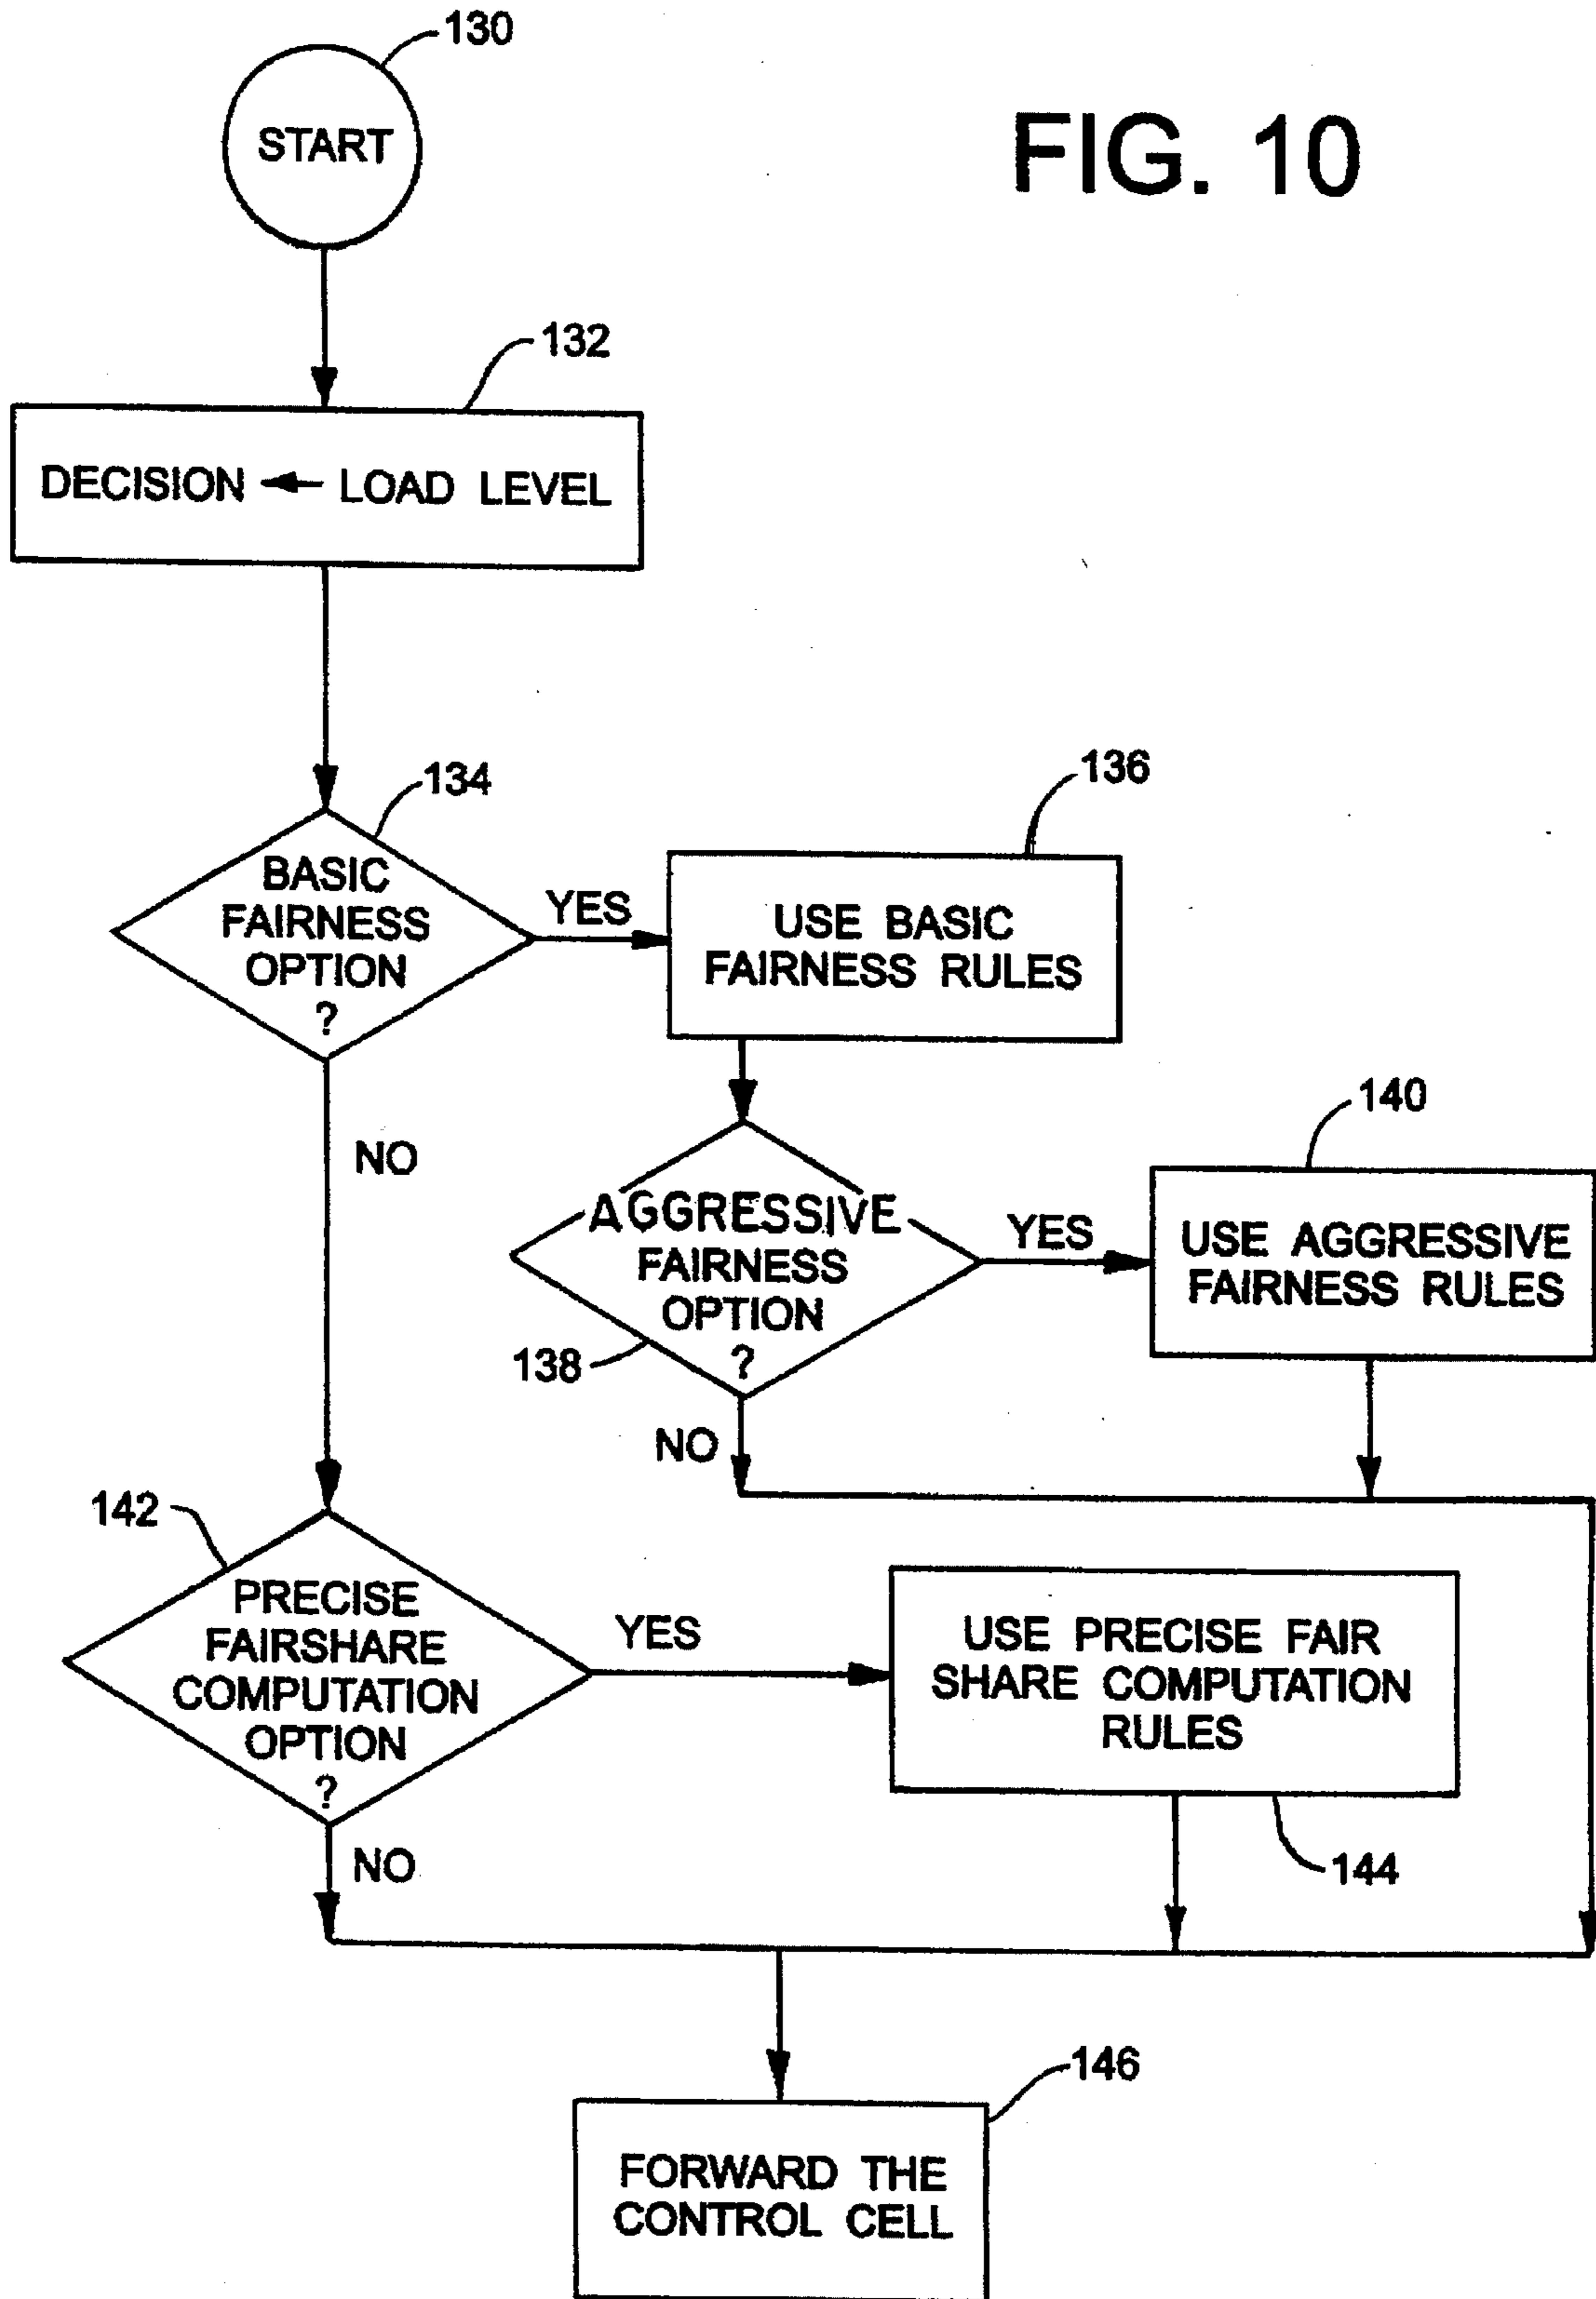 130
START
FIG. 10
132
DECISION ← LOAD LEVEL
134
BASIC
FAIRNESS
OPTION
?
YES
136
USE BASIC
FAIRNESS RULES
NO
140
AGGRESSIVE
FAIRNESS
OPTION
?
138
YES
USE AGGRESSIVE
FAIRNESS RULES
NO
142
PRECISE
FAIRSHARE
COMPUTATION
OPTION
?
YES
USE PRECISE FAIR
SHARE COMPUTATION
RULES
144
NO
146
FORWARD THE
CONTROL CELL